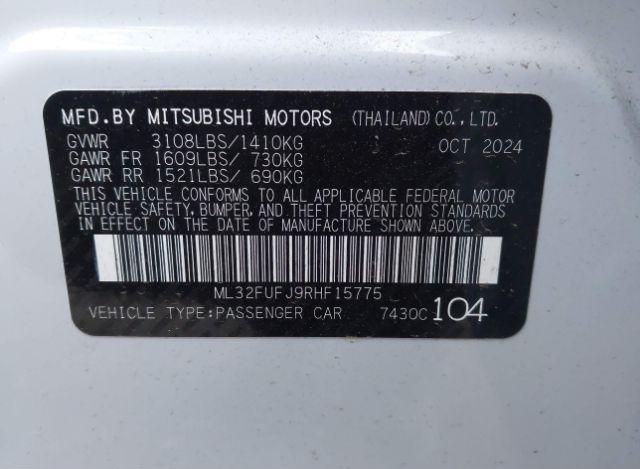 MFD.BY MITSUBISHI MOTORS (THAILAND) CO.,LTD.
GVWR 3108LBS/1410KG OCT 2024
GAWR FR 1609LBS/ 730KG
GAWR RR 1521LBS/ 690KG
THIS VEHICLE CONFORMS TO ALL APPLICABLE FEDERAL MOTOR
VEHICLE SAFETY, BUMPER, AND THEFT PREVENTION STANDARDS
IN EFFECT ON THE DATE OF MANUFACTURE SHOWN ABOVE.
ML32FUFJ9RHF15775
VEHICLE TYPE:PASSENGER CAR 7430C 104